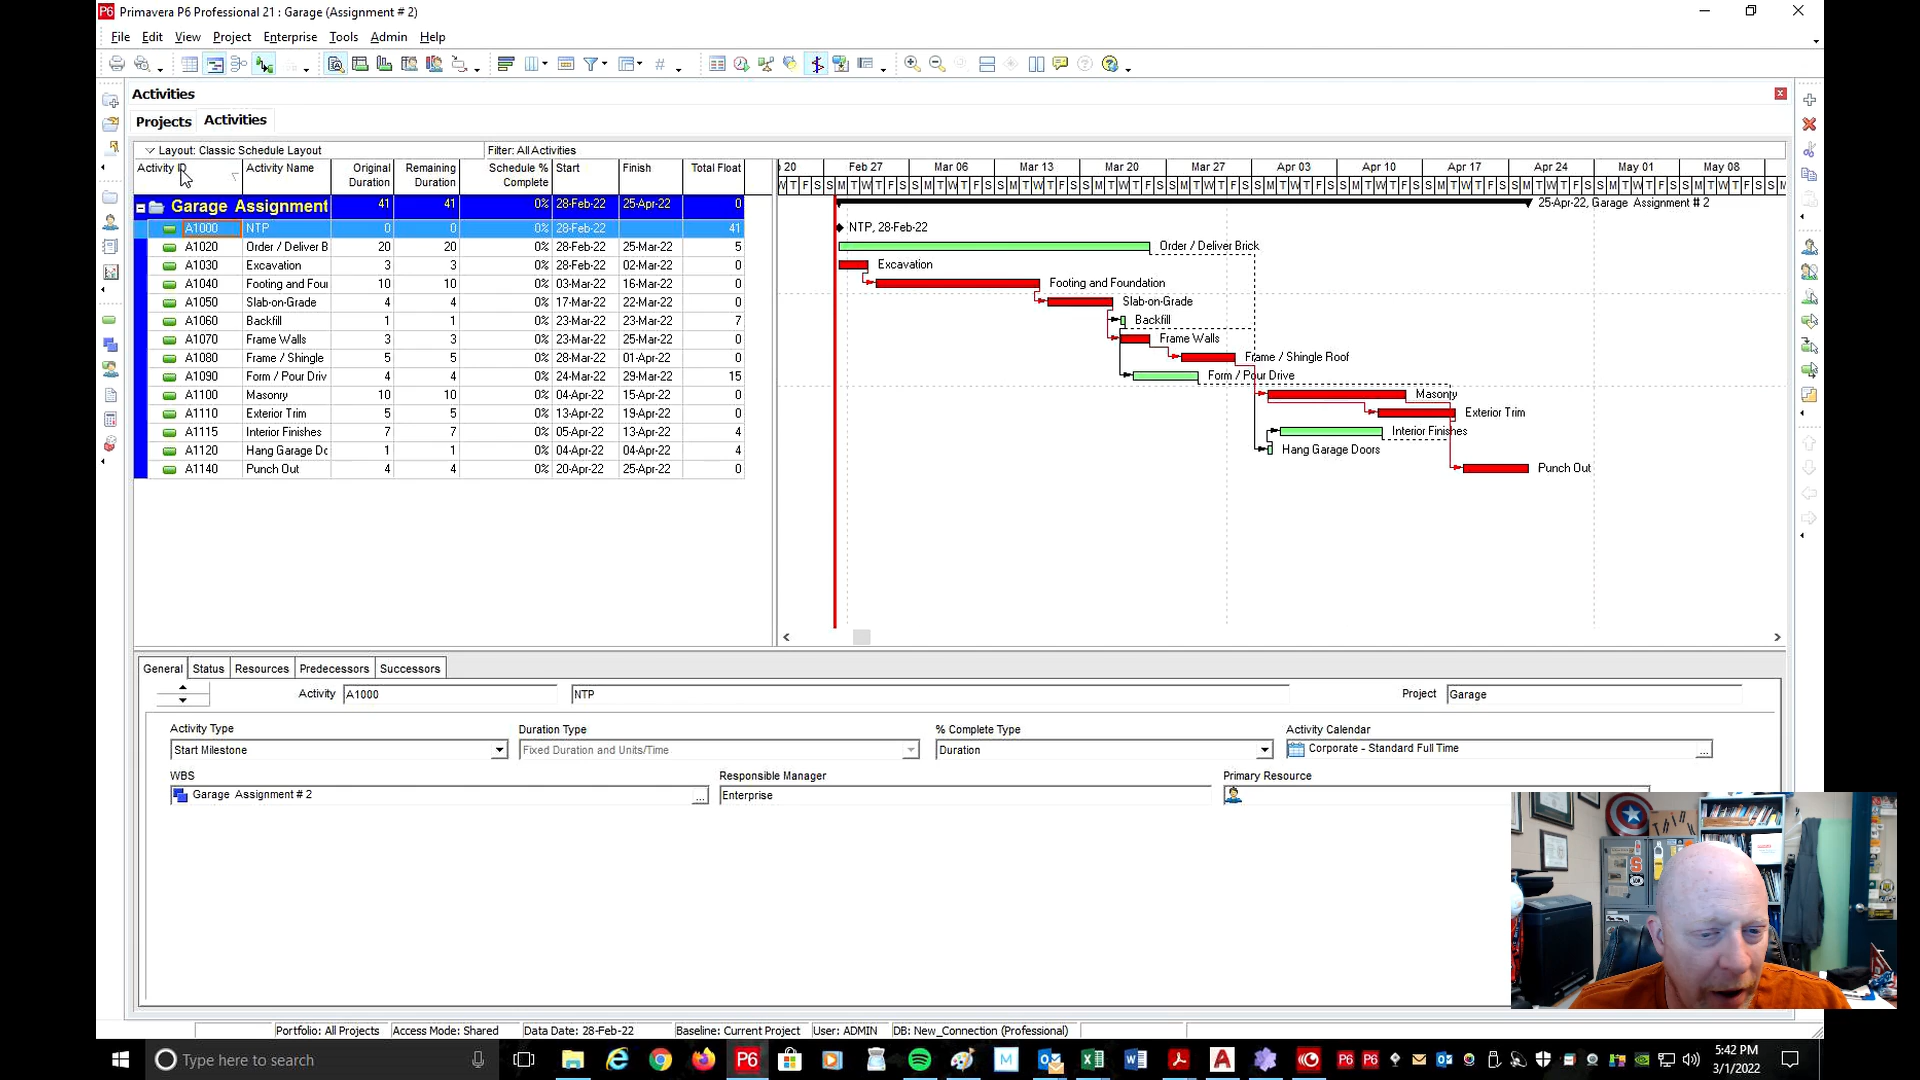 Primavera P6 Professional 21 : Garage (Assignment # 2)
File Edit View Project Enterprise Tools Admin Help
Activities
Projects Activities
Layout: Classic Schedule Layout Filter: All Activities
Activity ID Activity Name Original Duration Remaining Duration Schedule % Complete Start Finish Total Float
20 Feb 27 Mar 06 Mar 13 Mar 20 Mar 27 Apr 03 Apr 10 Apr 17 Apr 24 May 01 May 08
Garage Assignment 41 41 0% 28-Feb-22 25-Apr-22 0
25-Apr-22, Garage Assignment # 2
A1000 NTP 0 0 0% 28-Feb-22 41
NTP, 28-Feb-22
A1020 Order / Deliver B 20 20 0% 28-Feb-22 25-Mar-22 5
Order / Deliver Brick
A1030 Excavation 3 3 0% 28-Feb-22 02-Mar-22 0
Excavation
A1040 Footing and Four 10 10 0% 03-Mar-22 16-Mar-22 0
Footing and Foundation
A1050 Slab-on-Grade 4 4 0% 17-Mar-22 22-Mar-22 0
Slab-on-Grade
A1060 Backfill 1 1 0% 23-Mar-22 23-Mar-22 7
Backfill
A1070 Frame Walls 3 3 0% 23-Mar-22 25-Mar-22 0
Frame Walls
A1080 Frame / Shingle 5 5 0% 28-Mar-22 01-Apr-22 0
Frame / Shingle Roof
A1090 Form / Pour Driv 4 4 0% 24-Mar-22 29-Mar-22 15
Form / Pour Drive
A1100 Masonry 10 10 0% 04-Apr-22 15-Apr-22 0
Masonry
A1110 Exterior Trim 5 5 0% 13-Apr-22 19-Apr-22 0
Exterior Trim
A1115 Interior Finishes 7 7 0% 05-Apr-22 13-Apr-22 4
Interior Finishes
A1120 Hang Garage Dc 1 1 0% 04-Apr-22 04-Apr-22 4
Hang Garage Doors
A1140 Punch Out 4 4 0% 20-Apr-22 25-Apr-22 0
Punch Out
General Status Resources Predecessors Successors
Activity A1000 NTP Project Garage
Activity Type Duration Type % Complete Type Activity Calendar
Start Milestone Fixed Duration and Units/Time Duration Corporate - Standard Full Time
WBS Responsible Manager Primary Resource
Garage Assignment # 2 Enterprise
THINK
Portfolio: All Projects Access Mode: Shared Data Date: 28-Feb-22 Baseline: Current Project User: ADMIN DB: New_Connection (Professional)
Type here to search
5:42 PM
3/1/2022